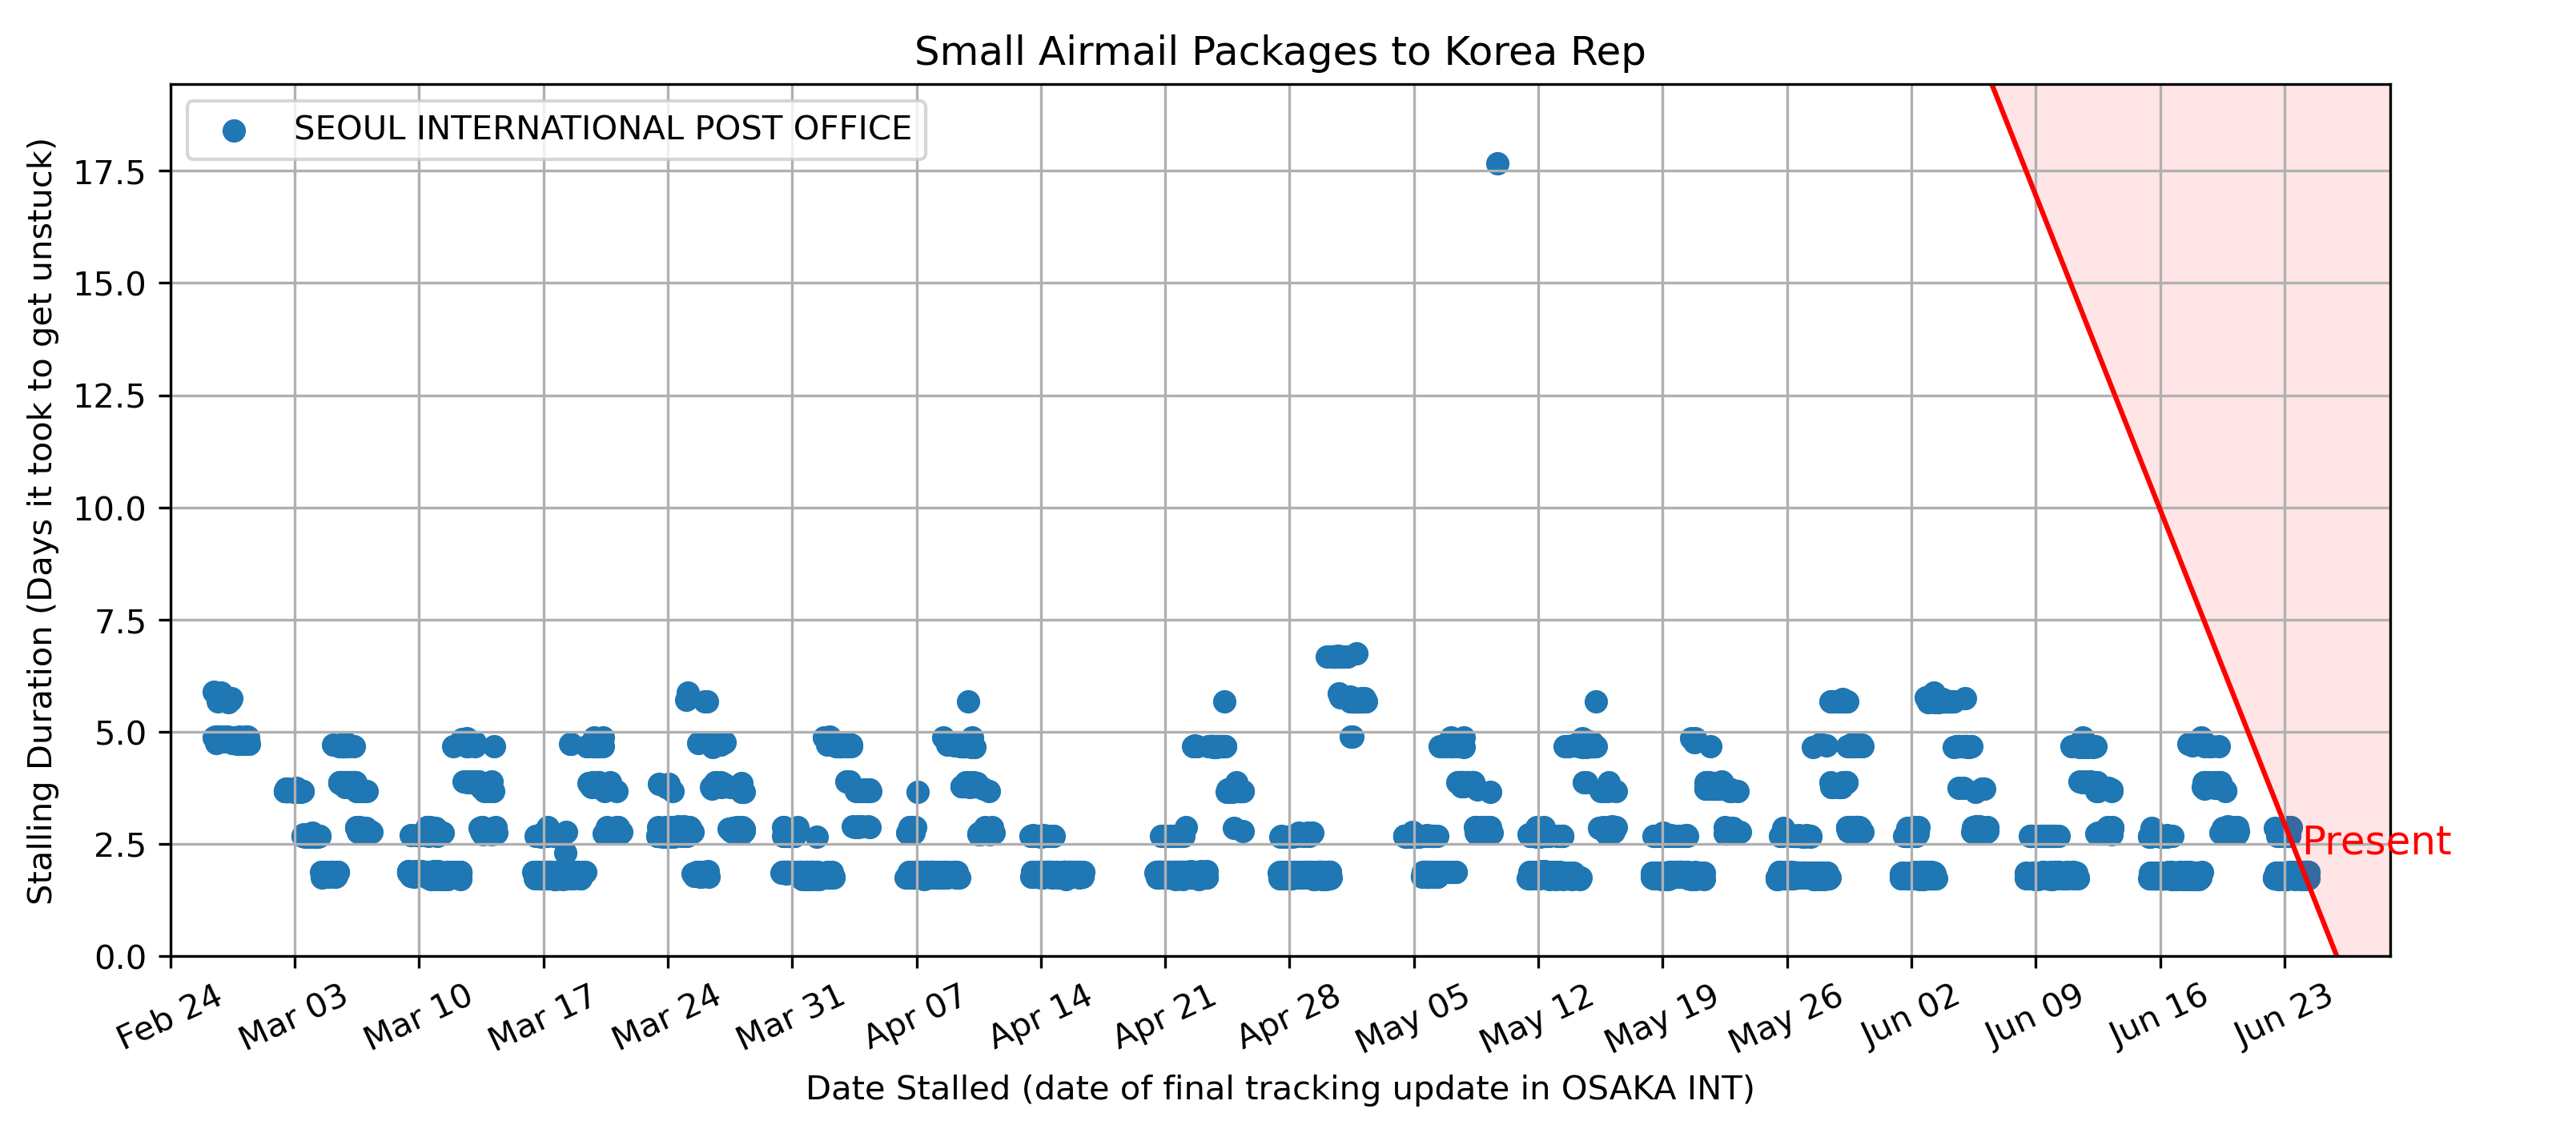 Small Airmail Packages to Korea Rep
SEOUL INTERNATIONAL POST OFFICE
Stalling Duration (Days it took to get unstuck)
17.5
15.0
12.5
10.0
7.5
5.0
2.5
0.0
Present
Feb 24
Mar 03
Mar 10
Mar 17
Mar 24
Mar 31
Apr 07
Apr 14
Apr 21
Apr 28
May 05
May 12
May 19
May 26
Jun 02
Jun 09
Jun 16
Jun 23
Date Stalled (date of final tracking update in OSAKA INT)